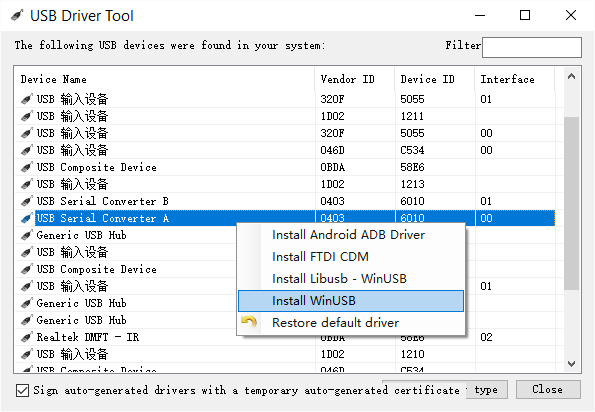 USB Driver Tool
The following USB devices were found in your system: Filter
Device Name Vendor ID Device ID Interface
USB 输入设备 320F 5055 01
USB 输入设备 1D02 1211
USB 输入设备 320F 5055 00
USB 输入设备 046D C534 00
USB Composite Device 0BDA 58E6
USB 输入设备 1D02 1213
USB Serial Converter B 0403 6010 01
USB Serial Converter A 0403 6010 00
Generic USB Hub
Install Android ADB Driver
USB 输入设备
Install FTDI CDM
USB Composite Device
Install Libusb - WinUSB
USB 输入设备 01
Install WinUSB
Generic USB Hub
Generic USB Hub
Restore default driver
Realtek DMFT - IR 0BDA 58E6 02
USB 输入设备 1D02 1210
USB Composite Device 046D C534
Sign auto-generated drivers with a temporary auto-generated certificate type Close